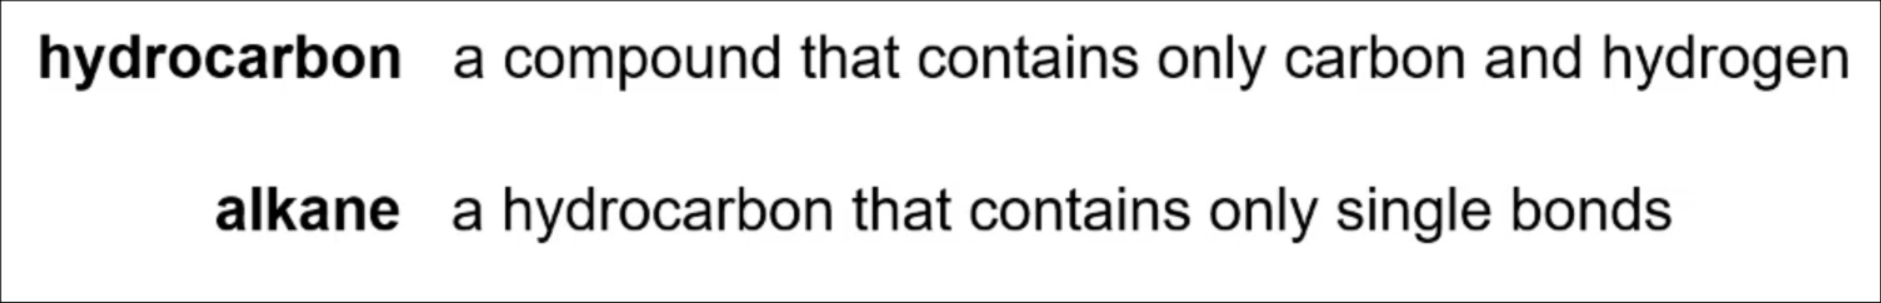 hydrocarbon a compound that contains only carbon and hydrogen
alkane a hydrocarbon that contains only single bonds